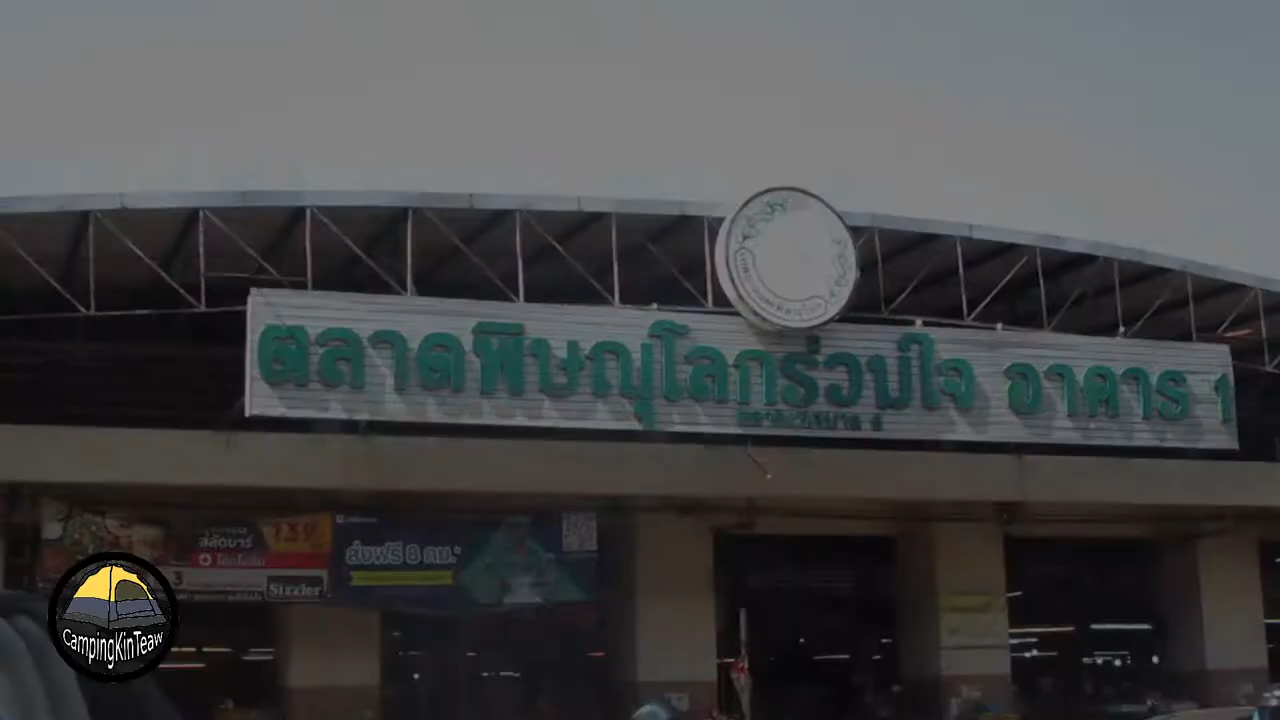 ตลาดพิษณุโลกร่วมใจ อาคาร 1
สลัดบาร์
139
Sizzler
ส่งฟรี 8 กม.*
CampingKinTeaw